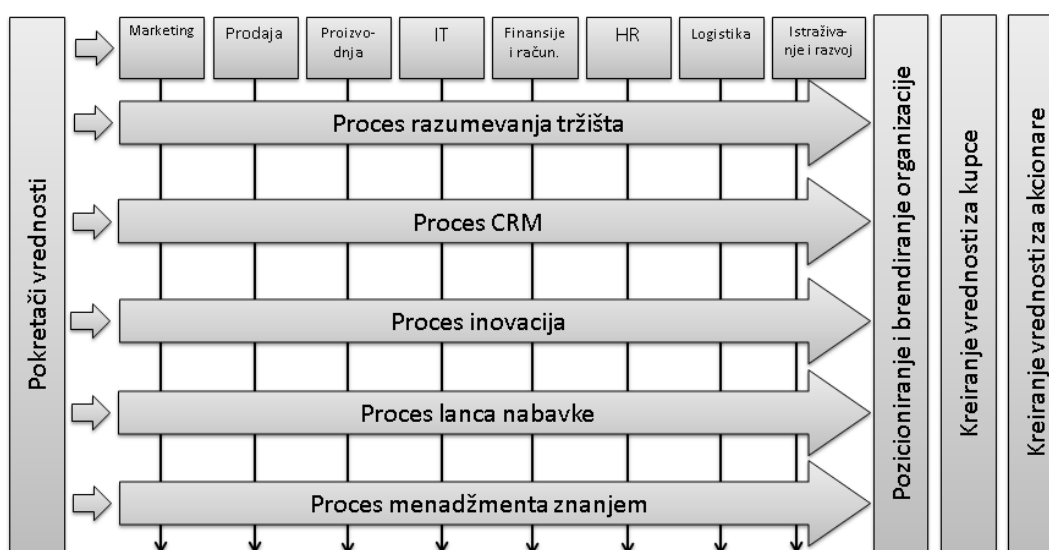 Marketing
Prodaja
Proizvo-
dnja
IT
Finansije
i račun.
HR
Logistika
Istraživa-
nje i razvoj
Pokretači vrednosti
Proces razumevanja tržišta
Proces CRM
Proces inovacija
Proces lanca nabavke
Proces menadžmenta znanjem
Pozicioniranje i brendiranje organizacije
Kreiranje vrednosti za kupce
Kreiranje vrednosti za akcionare